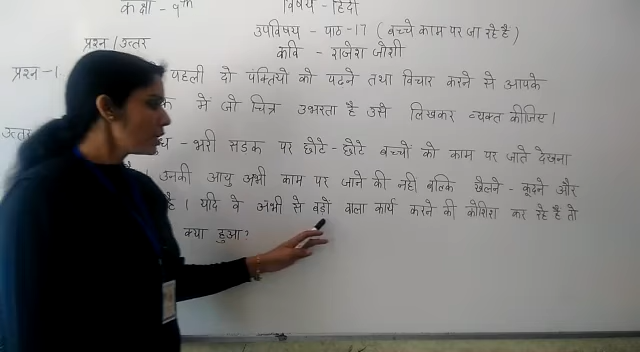 कक्षा - 9th विषय - हिंदी
उपविषय - पाठ - 17 ( बच्चे काम पर जा रहे हैं )
प्रश्न / उत्तर कवि - राजेश जोशी
प्रश्न - 1. पहली दो पंक्तियों को पढ़ने तथा विचार करने से आपके
में जो चित्र उभरता है उसे लिखकर व्यक्त कीजिए।
उत्तर - भरी सड़क पर छोटे - छोटे बच्चों को काम पर जाते देखना
। उनकी आयु अभी काम पर जाने की नही बल्कि खेलने - कूदने और
है । यदि वे अभी से बड़ो वाला कार्य करने की कोशिश कर रहे है तो
क्या हुआ?